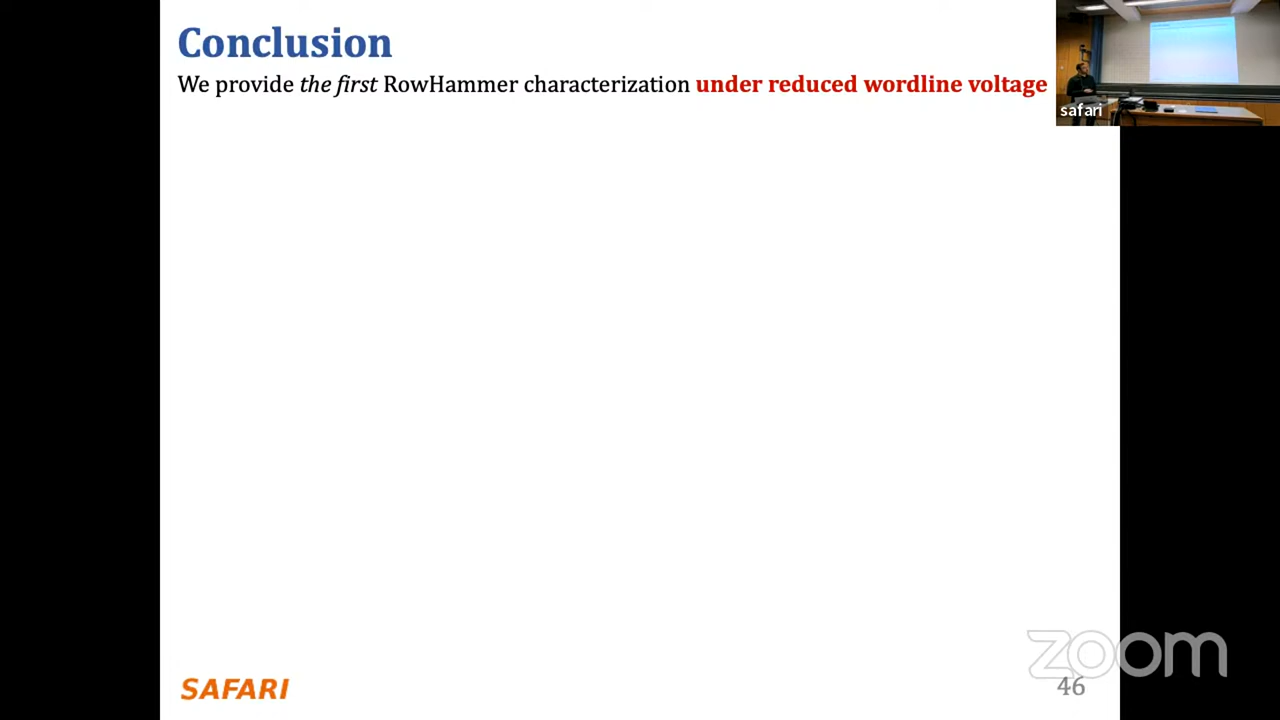 Conclusion
We provide the first RowHammer characterization under reduced wordline voltage
safari
zoom
SAFARI
46